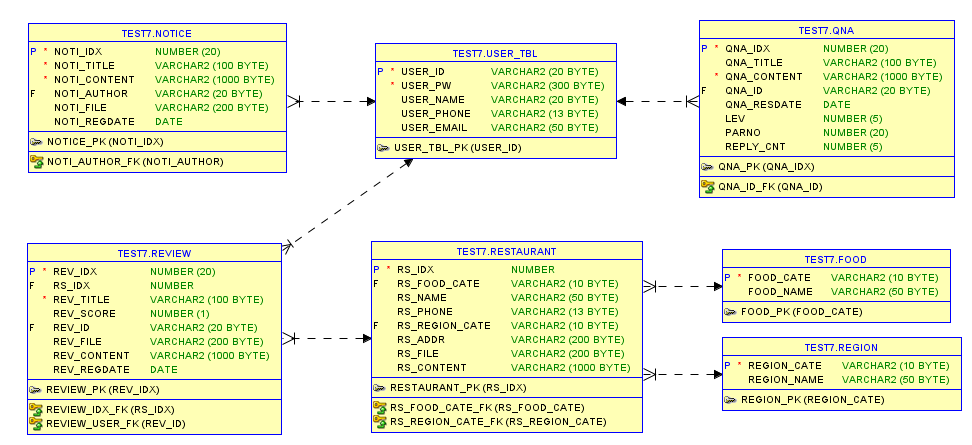 TEST7.NOTICE
P * NOTI_IDX NUMBER (20)
* NOTI_TITLE VARCHAR2 (100 BYTE)
* NOTI_CONTENT VARCHAR2 (1000 BYTE)
F NOTI_AUTHOR VARCHAR2 (20 BYTE)
NOTI_FILE VARCHAR2 (200 BYTE)
NOTI_REGDATE DATE
NOTICE_PK (NOTI_IDX)
NOTI_AUTHOR_FK (NOTI_AUTHOR)
TEST7.USER_TBL
P * USER_ID VARCHAR2 (20 BYTE)
* USER_PW VARCHAR2 (300 BYTE)
USER_NAME VARCHAR2 (20 BYTE)
USER_PHONE VARCHAR2 (13 BYTE)
USER_EMAIL VARCHAR2 (50 BYTE)
USER_TBL_PK (USER_ID)
TEST7.QNA
P * QNA_IDX NUMBER (20)
QNA_TITLE VARCHAR2 (100 BYTE)
* QNA_CONTENT VARCHAR2 (1000 BYTE)
F QNA_ID VARCHAR2 (20 BYTE)
QNA_RESDATE DATE
LEV NUMBER (5)
PARNO NUMBER (20)
REPLY_CNT NUMBER (5)
QNA_PK (QNA_IDX)
QNA_ID_FK (QNA_ID)
TEST7.REVIEW
P * REV_IDX NUMBER (20)
F RS_IDX NUMBER
* REV_TITLE VARCHAR2 (100 BYTE)
REV_SCORE NUMBER (1)
F REV_ID VARCHAR2 (20 BYTE)
REV_FILE VARCHAR2 (200 BYTE)
REV_CONTENT VARCHAR2 (1000 BYTE)
REV_REGDATE DATE
REVIEW_PK (REV_IDX)
REVIEW_IDX_FK (RS_IDX)
REVIEW_USER_FK (REV_ID)
TEST7.RESTAURANT
P * RS_IDX NUMBER
F RS_FOOD_CATE VARCHAR2 (10 BYTE)
RS_NAME VARCHAR2 (50 BYTE)
RS_PHONE VARCHAR2 (13 BYTE)
F RS_REGION_CATE VARCHAR2 (10 BYTE)
RS_ADDR VARCHAR2 (200 BYTE)
RS_FILE VARCHAR2 (200 BYTE)
RS_CONTENT VARCHAR2 (1000 BYTE)
RESTAURANT_PK (RS_IDX)
RS_FOOD_CATE_FK (RS_FOOD_CATE)
RS_REGION_CATE_FK (RS_REGION_CATE)
TEST7.FOOD
P * FOOD_CATE VARCHAR2 (10 BYTE)
FOOD_NAME VARCHAR2 (50 BYTE)
FOOD_PK (FOOD_CATE)
TEST7.REGION
P * REGION_CATE VARCHAR2 (10 BYTE)
REGION_NAME VARCHAR2 (50 BYTE)
REGION_PK (REGION_CATE)